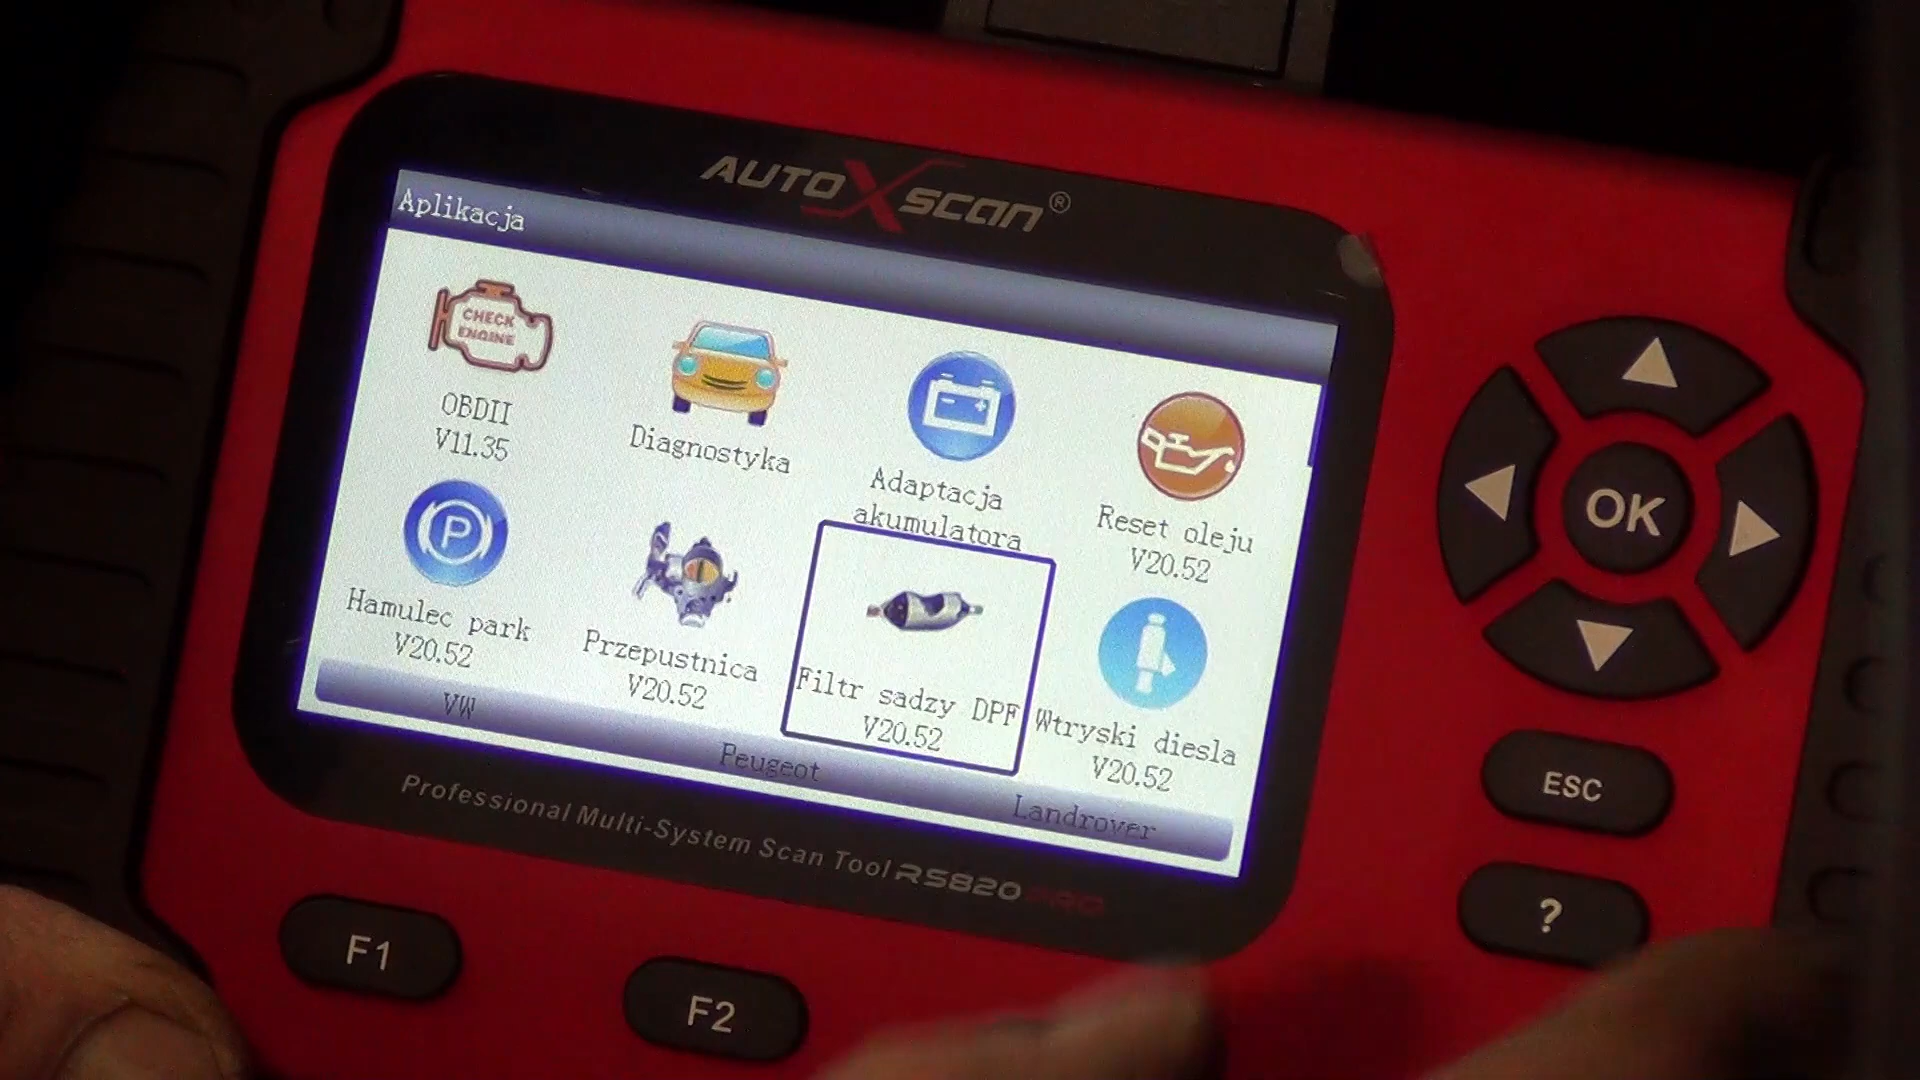 AUTO X SCAN ®
Aplikacja
CHECK
ENGINE
OBDII
V11.35
Diagnostyka
Adaptacja
akumulatora
Reset oleju
V20.52
P
Hamulec park
V20.52
Przepustnica
V20.52
Filtr sadzy DPF
V20.52
Wtryski diesla
V20.52
VW
Peugeot
Landrover
Professional Multi-System Scan Tool RS820 PRO
OK
ESC
?
F1
F2